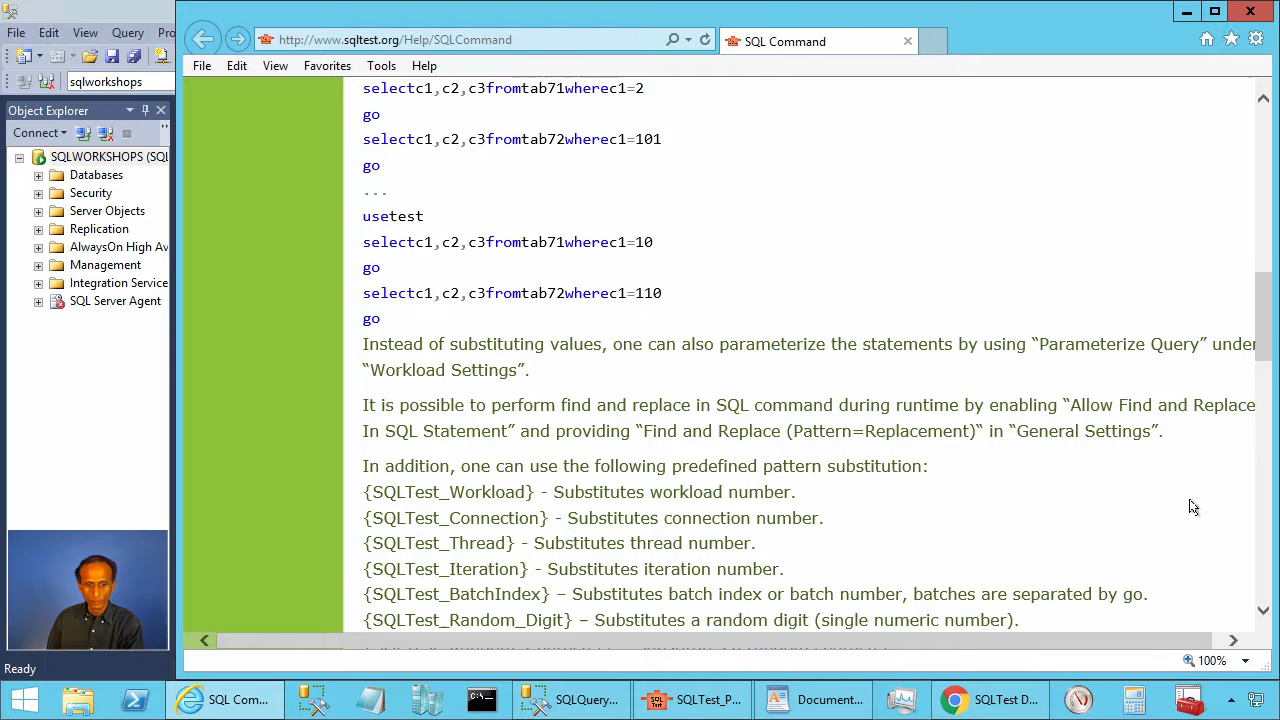 File Edit View Query Pro
sqlworkshops
Object Explorer
Connect
SQLWORKSHOPS (SQL
Databases
Security
Server Objects
Replication
AlwaysOn High Av
Management
Integration Service
SQL Server Agent
Ready
http://www.sqltest.org/Help/SQLCommand
SQL Command
File Edit View Favorites Tools Help
selectc1,c2,c3fromtab71wherec1=2
go
selectc1,c2,c3fromtab72wherec1=101
go
...
usetest
selectc1,c2,c3fromtab71wherec1=10
go
selectc1,c2,c3fromtab72wherec1=110
go
Instead of substituting values, one can also parameterize the statements by using “Parameterize Query” under
“Workload Settings”.
It is possible to perform find and replace in SQL command during runtime by enabling “Allow Find and Replace
In SQL Statement” and providing “Find and Replace (Pattern=Replacement)“ in “General Settings”.
In addition, one can use the following predefined pattern substitution:
{SQLTest_Workload} - Substitutes workload number.
{SQLTest_Connection} - Substitutes connection number.
{SQLTest_Thread} - Substitutes thread number.
{SQLTest_Iteration} - Substitutes iteration number.
{SQLTest_BatchIndex} – Substitutes batch index or batch number, batches are separated by go.
{SQLTest_Random_Digit} – Substitutes a random digit (single numeric number).
100%
SQL Com... SQLQuery... SQLTest_P... Document... SQLTest D...